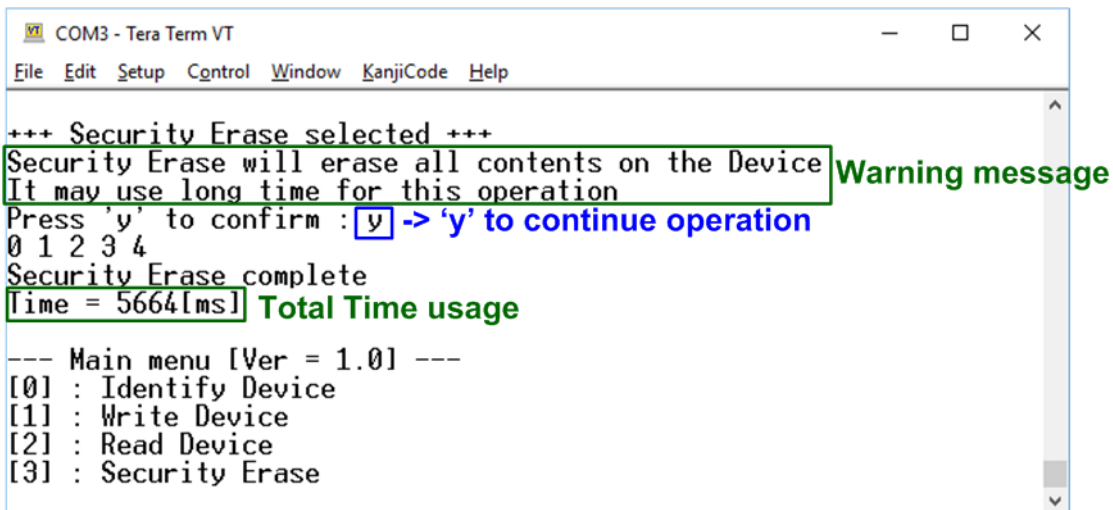 COM3 - Tera Term VT
File Edit Setup Control Window KanjiCode Help
+++ Security Erase selected +++
Security Erase will erase all contents on the Device
It may use long time for this operation
Warning message
Press 'y' to confirm : y -> ‘y’ to continue operation
0 1 2 3 4
Security Erase complete
Time = 5664[ms] Total Time usage
--- Main menu [Ver = 1.0] ---
[0] : Identify Device
[1] : Write Device
[2] : Read Device
[3] : Security Erase